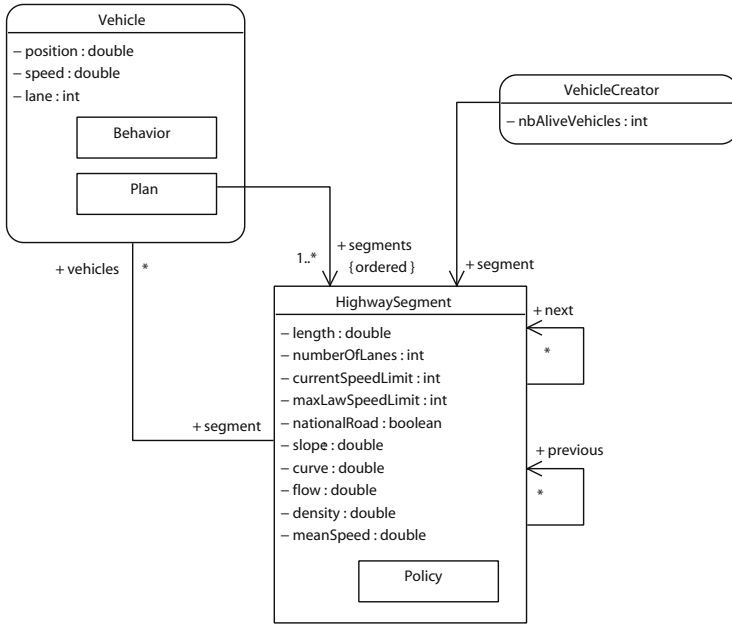 Vehicle
– position : double
– speed : double
– lane : int
Behavior
Plan
VehicleCreator
– nbAliveVehicles : int
+ vehicles
*
1..*
+ segments
{ ordered }
+ segment
HighwaySegment
– length : double
– numberOfLanes : int
– currentSpeedLimit : int
– maxLawSpeedLimit : int
– nationalRoad : boolean
– slope : double
– curve : double
– flow : double
– density : double
– meanSpeed : double
Policy
+ next
*
+ segment
+ previous
*